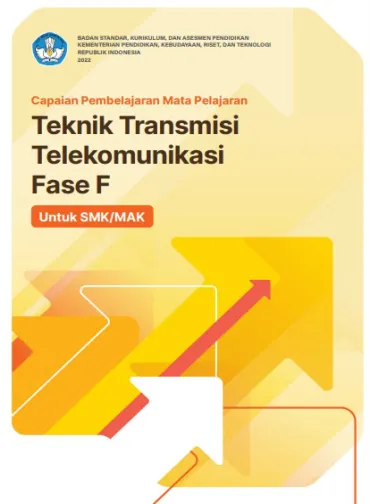 BADAN STANDAR, KURIKULUM, DAN ASESMEN PENDIDIKAN
KEMENTERIAN PENDIDIKAN, KEBUDAYAAN, RISET, DAN TEKNOLOGI
REPUBLIK INDONESIA
2022
Capaian Pembelajaran Mata Pelajaran
Teknik Transmisi
Telekomunikasi
Fase F
Untuk SMK/MAK